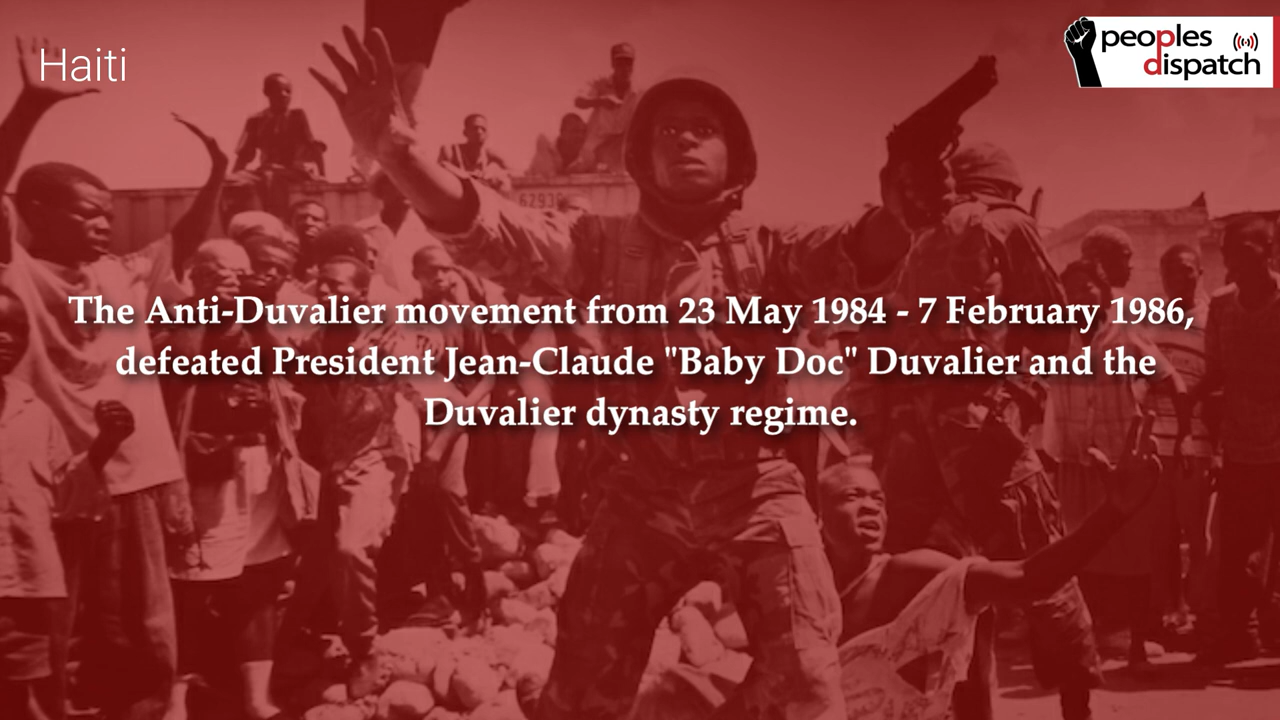 Haiti
peoples
dispatch
62936
The Anti-Duvalier movement from 23 May 1984 - 7 February 1986,
defeated President Jean-Claude "Baby Doc" Duvalier and the
Duvalier dynasty regime.